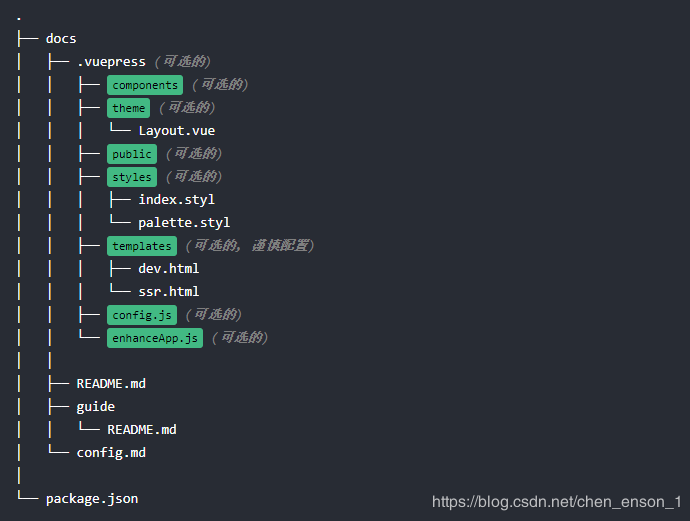 .
├── docs
│   ├── .vuepress (可选的)
│   │   ├── components (可选的)
│   │   ├── theme (可选的)
│   │   │   └── Layout.vue
│   │   ├── public (可选的)
│   │   ├── styles (可选的)
│   │   │   ├── index.styl
│   │   │   └── palette.styl
│   │   ├── templates (可选的, 谨慎配置)
│   │   │   ├── dev.html
│   │   │   └── ssr.html
│   │   ├── config.js (可选的)
│   │   └── enhanceApp.js (可选的)
│   │
│   ├── README.md
│   ├── guide
│   │   └── README.md
│   └── config.md
│
└── package.json
https://blog.csdn.net/chen_enson_1